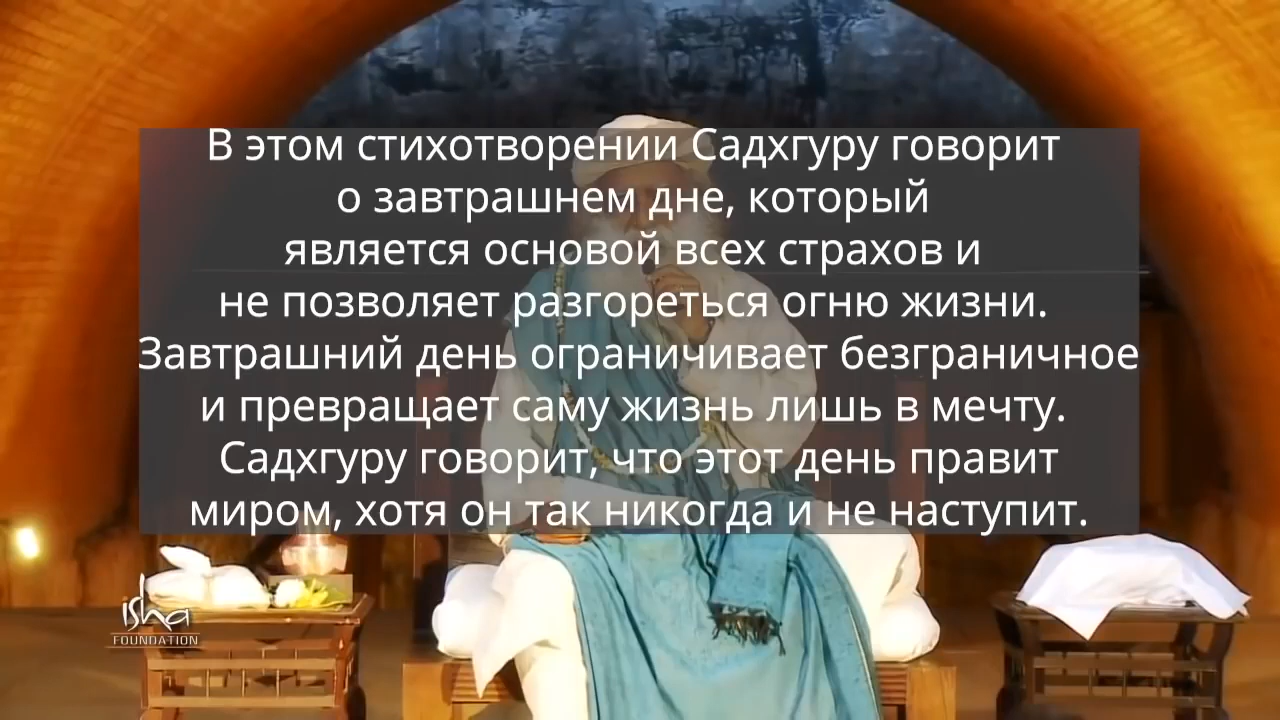 В этом стихотворении Садхгуру говорит
о завтрашнем дне, который
является основой всех страхов и
не позволяет разгореться огню жизни.
Завтрашний день ограничивает безграничное
и превращает саму жизнь лишь в мечту.
Садхгуру говорит, что этот день правит
миром, хотя он так никогда и не наступит.
isha
FOUNDATION